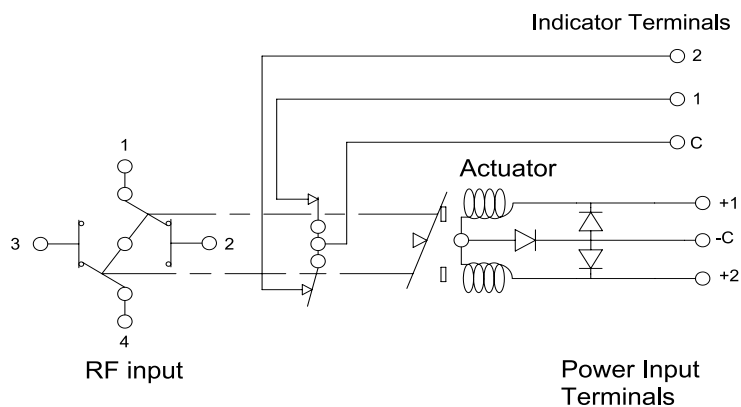 Indicator Terminals
2
1
C
Actuator
1
3
2
4
+1
-C
+2
RF input
Power Input
Terminals